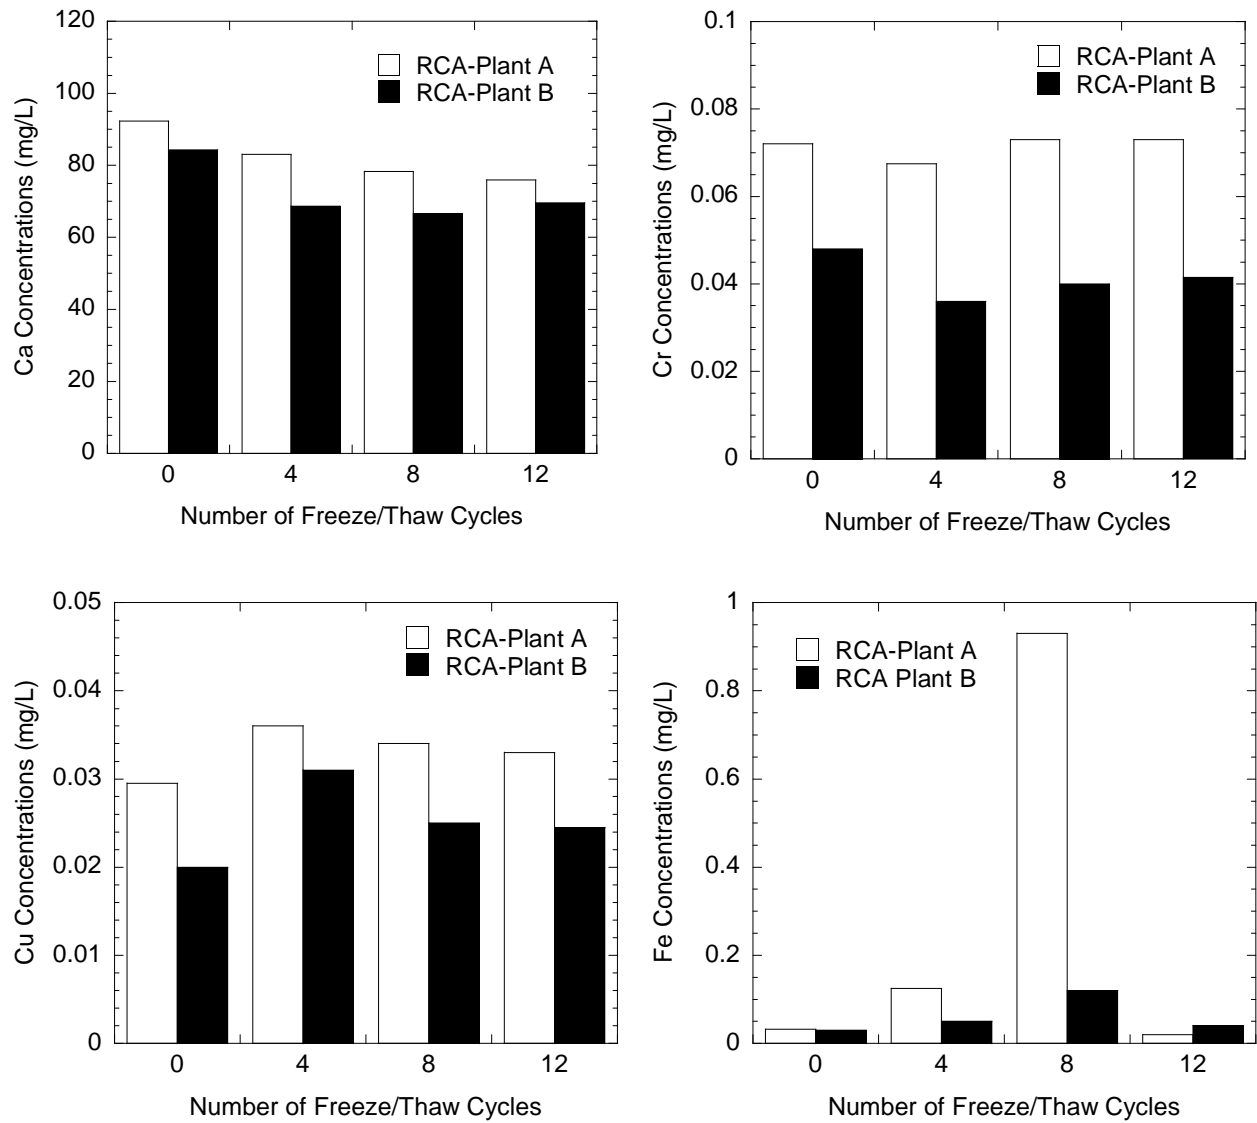 120
100
80
60
40
20
0
Ca Concentrations (mg/L)
RCA-Plant A
RCA-Plant B
0 4 8 12
Number of Freeze/Thaw Cycles
0.1
0.08
0.06
0.04
0.02
0
Cr Concentrations (mg/L)
RCA-Plant A
RCA-Plant B
0 4 8 12
Number of Freeze/Thaw Cycles
0.05
0.04
0.03
0.02
0.01
0
Cu Concentrations (mg/L)
RCA-Plant A
RCA-Plant B
0 4 8 12
Number of Freeze/Thaw Cycles
1
0.8
0.6
0.4
0.2
0
Fe Concentrations (mg/L)
RCA-Plant A
RCA Plant B
0 4 8 12
Number of Freeze/Thaw Cycles